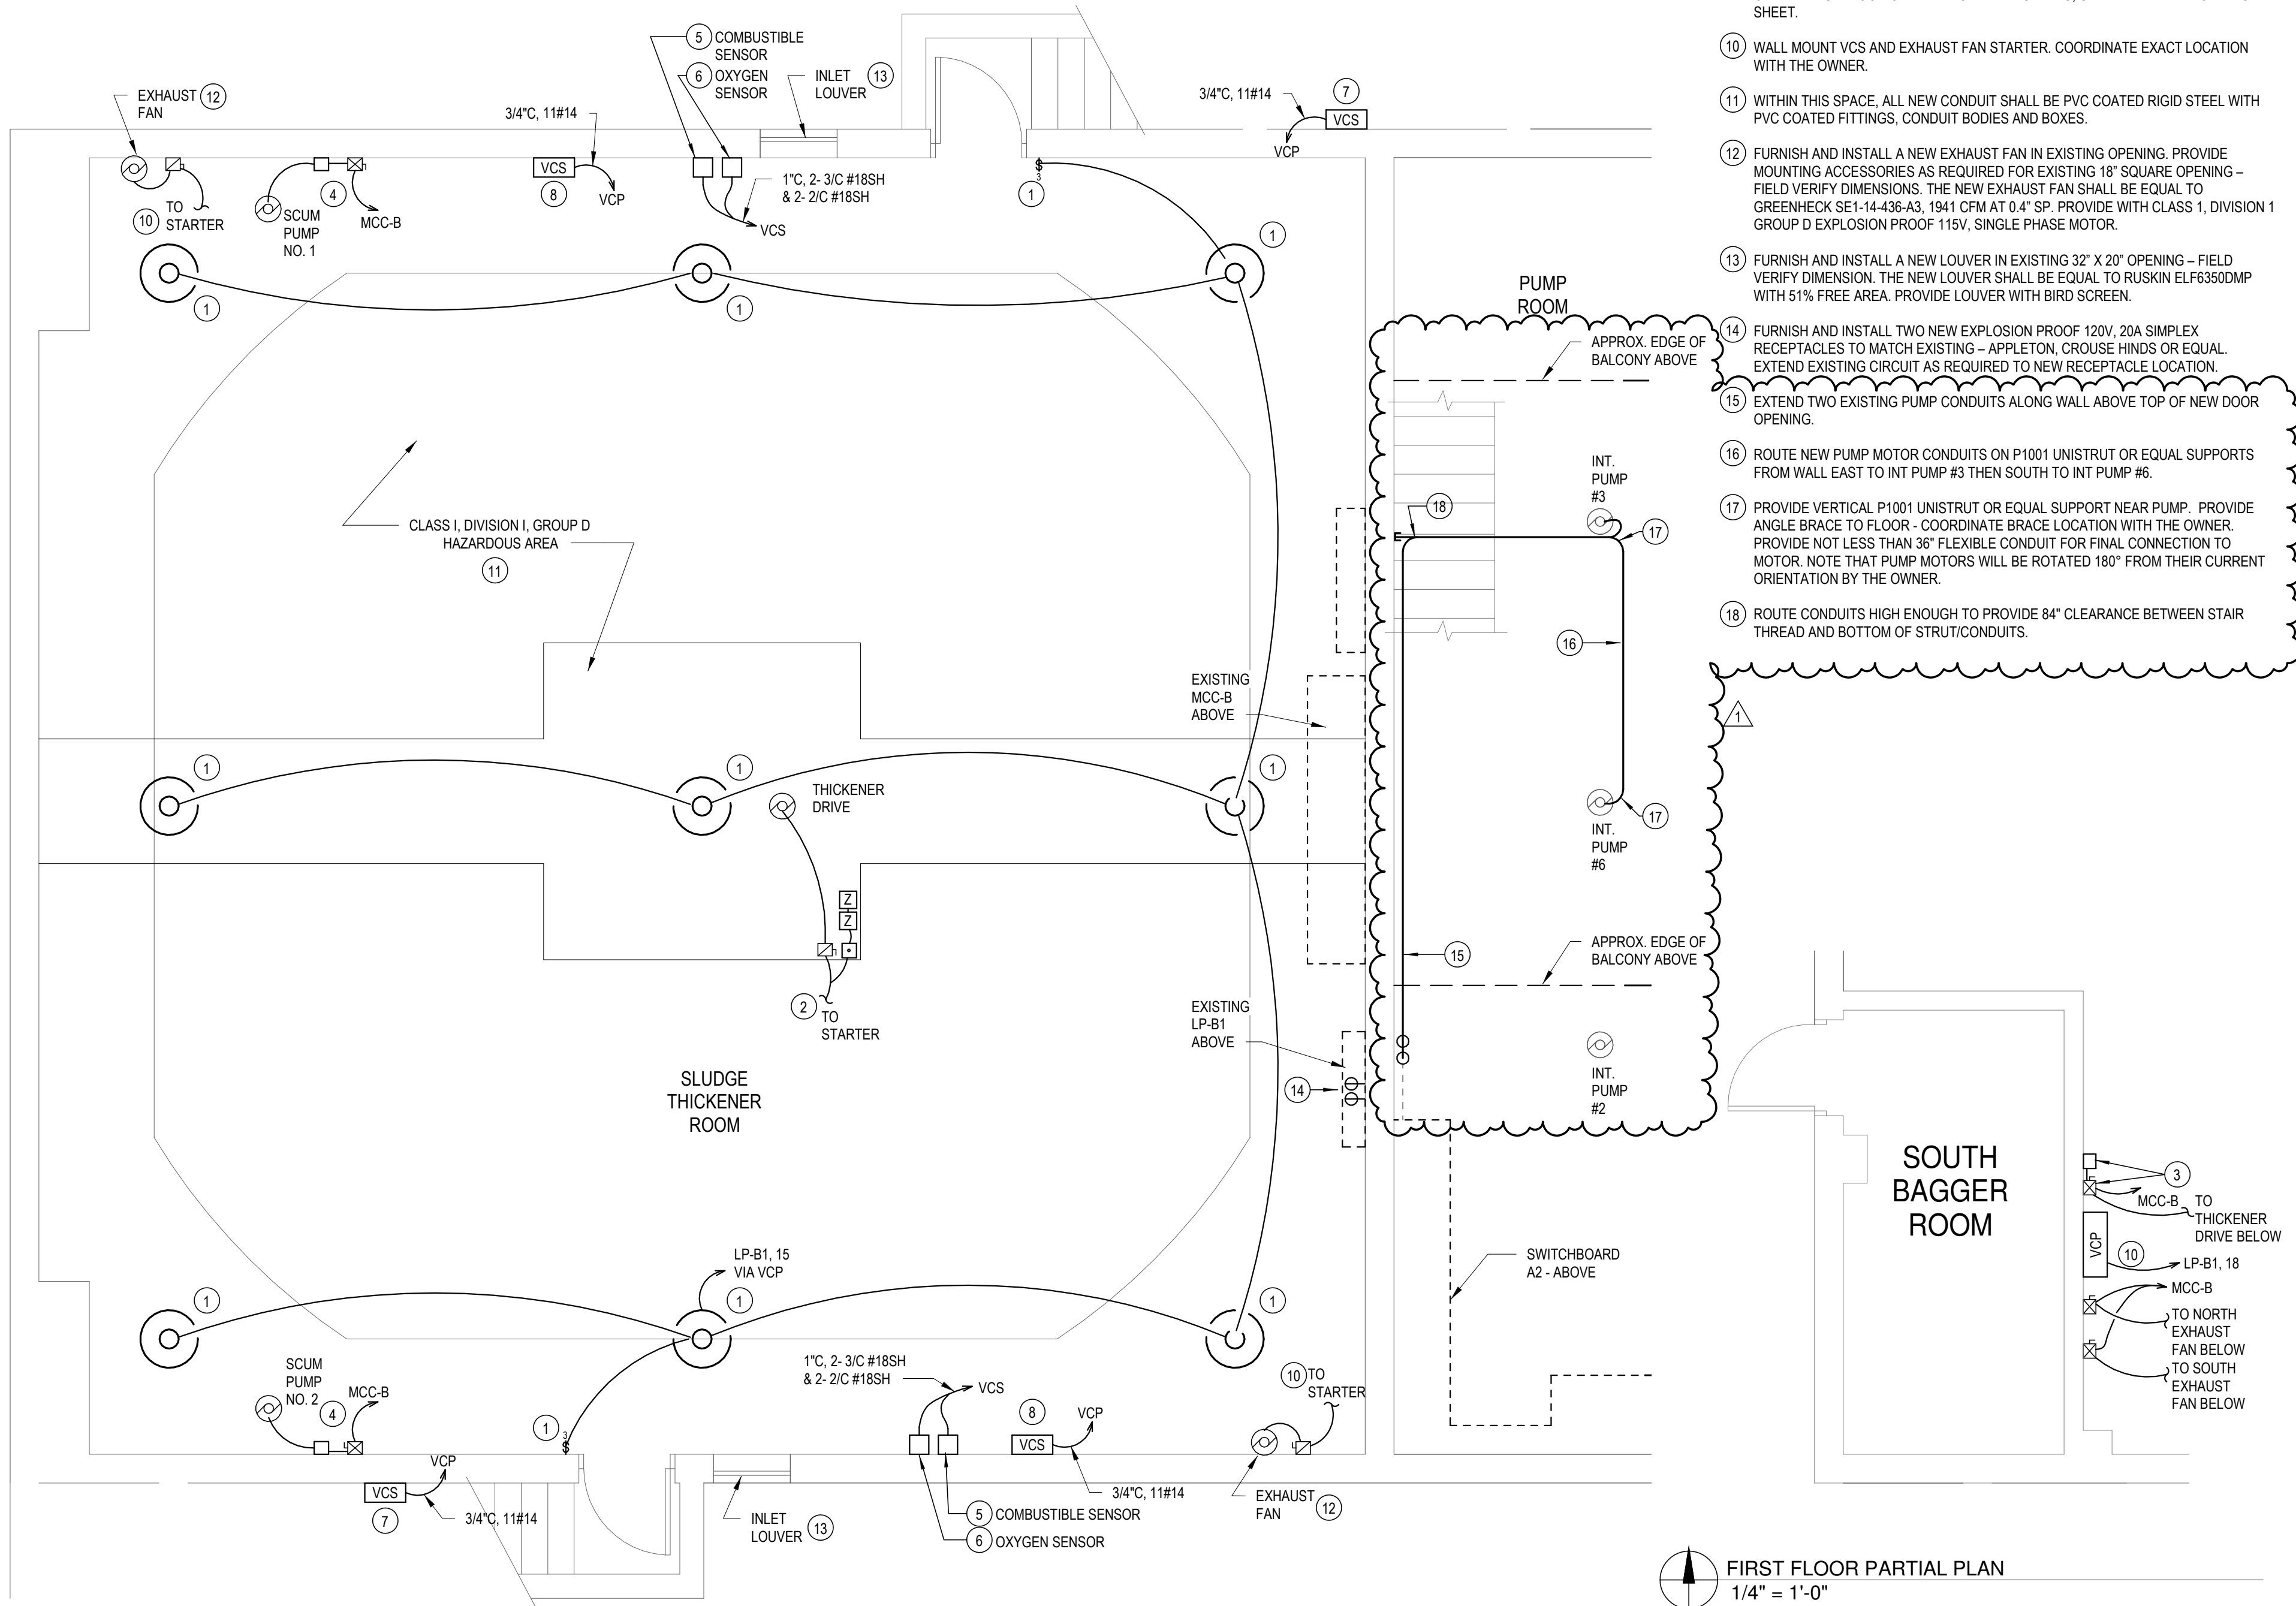 SHEET.
10 WALL MOUNT VCS AND EXHAUST FAN STARTER. COORDINATE EXACT LOCATION
WITH THE OWNER.
11 WITHIN THIS SPACE, ALL NEW CONDUIT SHALL BE PVC COATED RIGID STEEL WITH
PVC COATED FITTINGS, CONDUIT BODIES AND BOXES.
12 FURNISH AND INSTALL A NEW EXHAUST FAN IN EXISTING OPENING. PROVIDE
MOUNTING ACCESSORIES AS REQUIRED FOR EXISTING 18” SQUARE OPENING –
FIELD VERIFY DIMENSIONS. THE NEW EXHAUST FAN SHALL BE EQUAL TO
GREENHECK SE1-14-436-A3, 1941 CFM AT 0.4” SP. PROVIDE WITH CLASS 1, DIVISION 1
GROUP D EXPLOSION PROOF 115V, SINGLE PHASE MOTOR.
13 FURNISH AND INSTALL A NEW LOUVER IN EXISTING 32” X 20” OPENING – FIELD
VERIFY DIMENSION. THE NEW LOUVER SHALL BE EQUAL TO RUSKIN ELF6350DMP
WITH 51% FREE AREA. PROVIDE LOUVER WITH BIRD SCREEN.
14 FURNISH AND INSTALL TWO NEW EXPLOSION PROOF 120V, 20A SIMPLEX
RECEPTACLES TO MATCH EXISTING – APPLETON, CROUSE HINDS OR EQUAL.
EXTEND EXISTING CIRCUIT AS REQUIRED TO NEW RECEPTACLE LOCATION.
15 EXTEND TWO EXISTING PUMP CONDUITS ALONG WALL ABOVE TOP OF NEW DOOR
OPENING.
16 ROUTE NEW PUMP MOTOR CONDUITS ON P1001 UNISTRUT OR EQUAL SUPPORTS
FROM WALL EAST TO INT PUMP #3 THEN SOUTH TO INT PUMP #6.
17 PROVIDE VERTICAL P1001 UNISTRUT OR EQUAL SUPPORT NEAR PUMP. PROVIDE
ANGLE BRACE TO FLOOR - COORDINATE BRACE LOCATION WITH THE OWNER.
PROVIDE NOT LESS THAN 36" FLEXIBLE CONDUIT FOR FINAL CONNECTION TO
MOTOR. NOTE THAT PUMP MOTORS WILL BE ROTATED 180° FROM THEIR CURRENT
ORIENTATION BY THE OWNER.
18 ROUTE CONDUITS HIGH ENOUGH TO PROVIDE 84" CLEARANCE BETWEEN STAIR
THREAD AND BOTTOM OF STRUT/CONDUITS.
1
5 COMBUSTIBLE
SENSOR
6 OXYGEN
SENSOR
INLET 13
LOUVER
EXHAUST 12
FAN
3/4"C, 11#14
VCS
8
VCP
10 TO
STARTER
SCUM
PUMP
NO. 1
4
MCC-B
1"C, 2- 3/C #18SH
& 2- 2/C #18SH
VCS
$
3
1
3/4"C, 11#14
7
VCS
VCP
1
1
1
CLASS I, DIVISION I, GROUP D
HAZARDOUS AREA
11
PUMP
ROOM
APPROX. EDGE OF
BALCONY ABOVE
INT.
PUMP
#3
18
E
17
16
EXISTING
MCC-B
ABOVE
1
1
1
THICKENER
DRIVE
Z
Z
2 TO
STARTER
17
INT.
PUMP
#6
15
APPROX. EDGE OF
BALCONY ABOVE
EXISTING
LP-B1
ABOVE
14
INT.
PUMP
#2
SLUDGE
THICKENER
ROOM
SWITCHBOARD
A2 - ABOVE
LP-B1, 15
VIA VCP
1
1
1
SCUM
PUMP
NO. 2
4
MCC-B
1
3
$
1"C, 2- 3/C #18SH
& 2- 2/C #18SH
VCS
8
VCS
VCP
10 TO
STARTER
VCP
VCS
7
3/4"C, 11#14
INLET
LOUVER 13
3/4"C, 11#14
5 COMBUSTIBLE SENSOR
6 OXYGEN SENSOR
EXHAUST 12
FAN
SOUTH
BAGGER
ROOM
3
MCC-B
TO
THICKENER
DRIVE BELOW
VCP
10
LP-B1, 18
MCC-B
TO NORTH
EXHAUST
FAN BELOW
TO SOUTH
EXHAUST
FAN BELOW
FIRST FLOOR PARTIAL PLAN
1/4" = 1'-0"